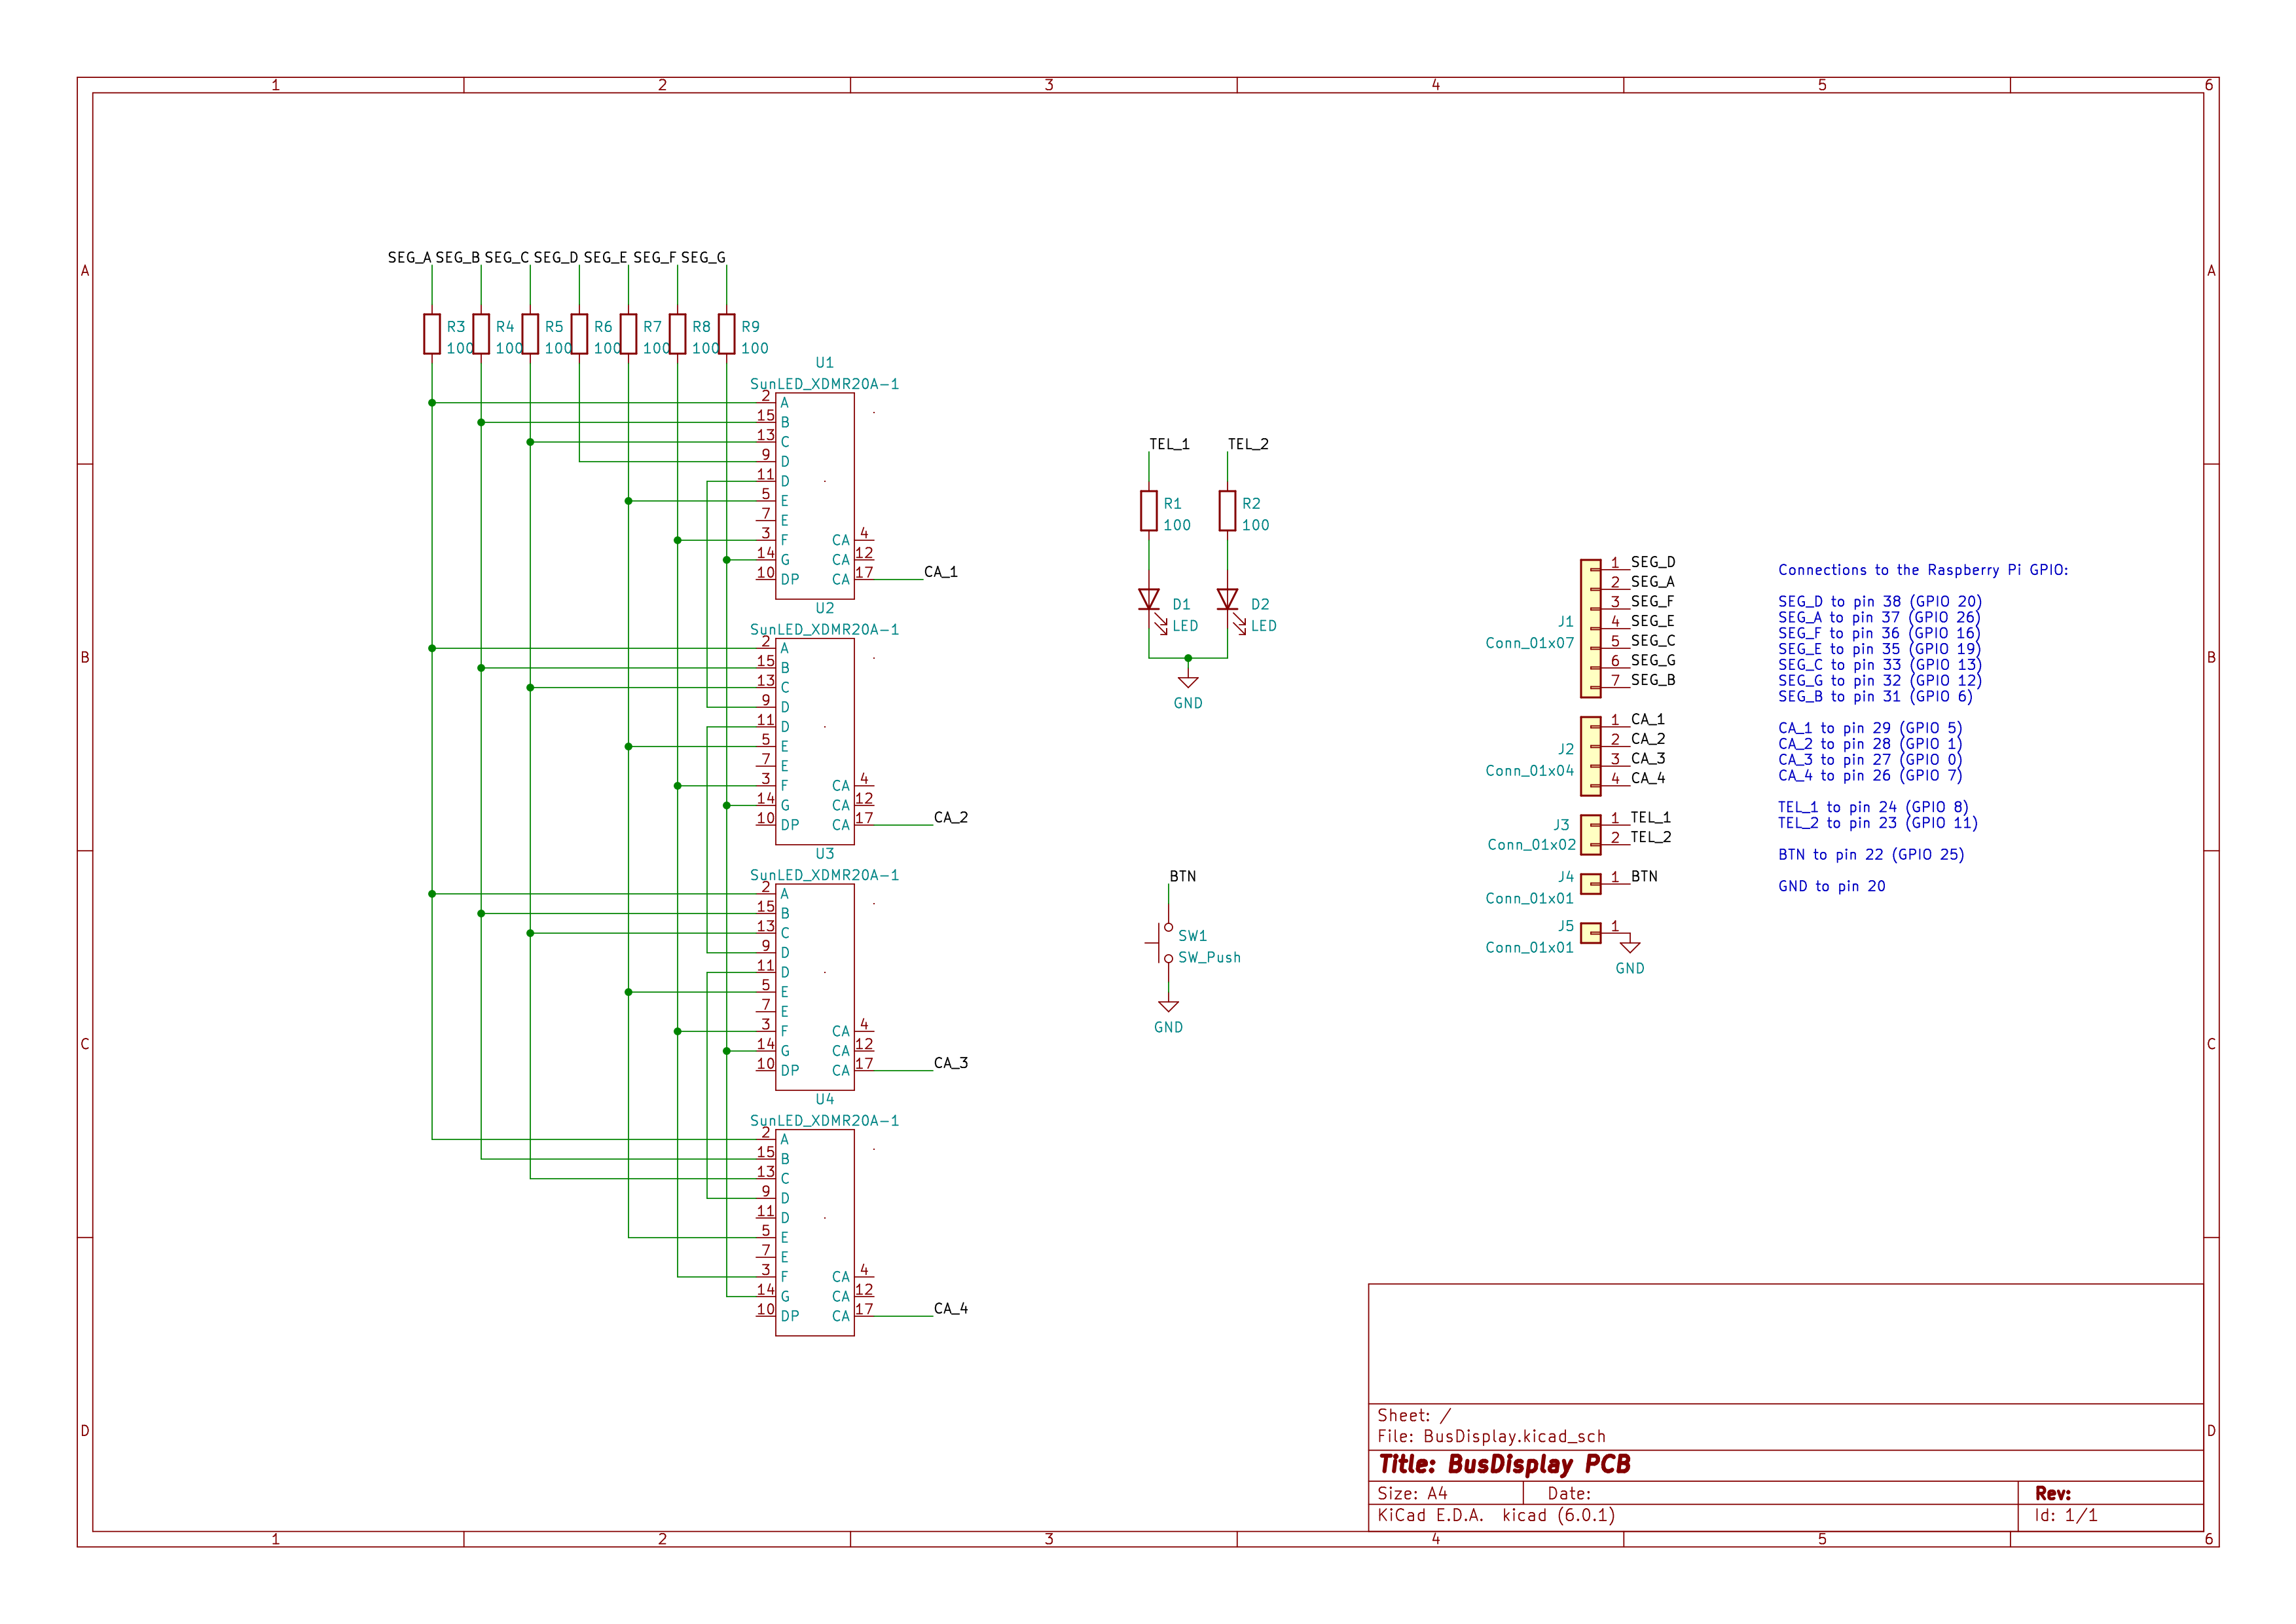 1 2 3 4 5 6
A A
B B
C C
D D
SEG_A SEG_B SEG_C SEG_D SEG_E SEG_F SEG_G
R3 R4 R5 R6 R7 R8 R9
100 100 100 100 100 100 100
U1
SunLED_XDMR20A-1
2 A
15 B
13 C
9 D
11 D
5 E
7 E
3 F CA 4
14 G CA 12
10 DP CA 17 CA_1
U2
SunLED_XDMR20A-1
2 A
15 B
13 C
9 D
11 D
5 E
7 E
3 F CA 4
14 G CA 12
10 DP CA 17 CA_2
U3
SunLED_XDMR20A-1
2 A
15 B
13 C
9 D
11 D
5 E
7 E
3 F CA 4
14 G CA 12
10 DP CA 17 CA_3
U4
SunLED_XDMR20A-1
2 A
15 B
13 C
9 D
11 D
5 E
7 E
3 F CA 4
14 G CA 12
10 DP CA 17 CA_4
TEL_1 TEL_2
R1 R2
100 100
D1 D2
LED LED
GND
BTN
SW1
SW_Push
GND
J1
Conn_01x07
1 SEG_D
2 SEG_A
3 SEG_F
4 SEG_E
5 SEG_C
6 SEG_G
7 SEG_B
J2
Conn_01x04
1 CA_1
2 CA_2
3 CA_3
4 CA_4
J3
Conn_01x02
1 TEL_1
2 TEL_2
J4
Conn_01x01
1 BTN
J5
Conn_01x01
1
GND
Connections to the Raspberry Pi GPIO:
SEG_D to pin 38 (GPIO 20)
SEG_A to pin 37 (GPIO 26)
SEG_F to pin 36 (GPIO 16)
SEG_E to pin 35 (GPIO 19)
SEG_C to pin 33 (GPIO 13)
SEG_G to pin 32 (GPIO 12)
SEG_B to pin 31 (GPIO 6)
CA_1 to pin 29 (GPIO 5)
CA_2 to pin 28 (GPIO 1)
CA_3 to pin 27 (GPIO 0)
CA_4 to pin 26 (GPIO 7)
TEL_1 to pin 24 (GPIO 8)
TEL_2 to pin 23 (GPIO 11)
BTN to pin 22 (GPIO 25)
GND to pin 20
Sheet: /
File: BusDisplay.kicad_sch
Title: BusDisplay PCB
Size: A4 Date: Rev:
KiCad E.D.A. kicad (6.0.1) Id: 1/1
1 2 3 4 5 6